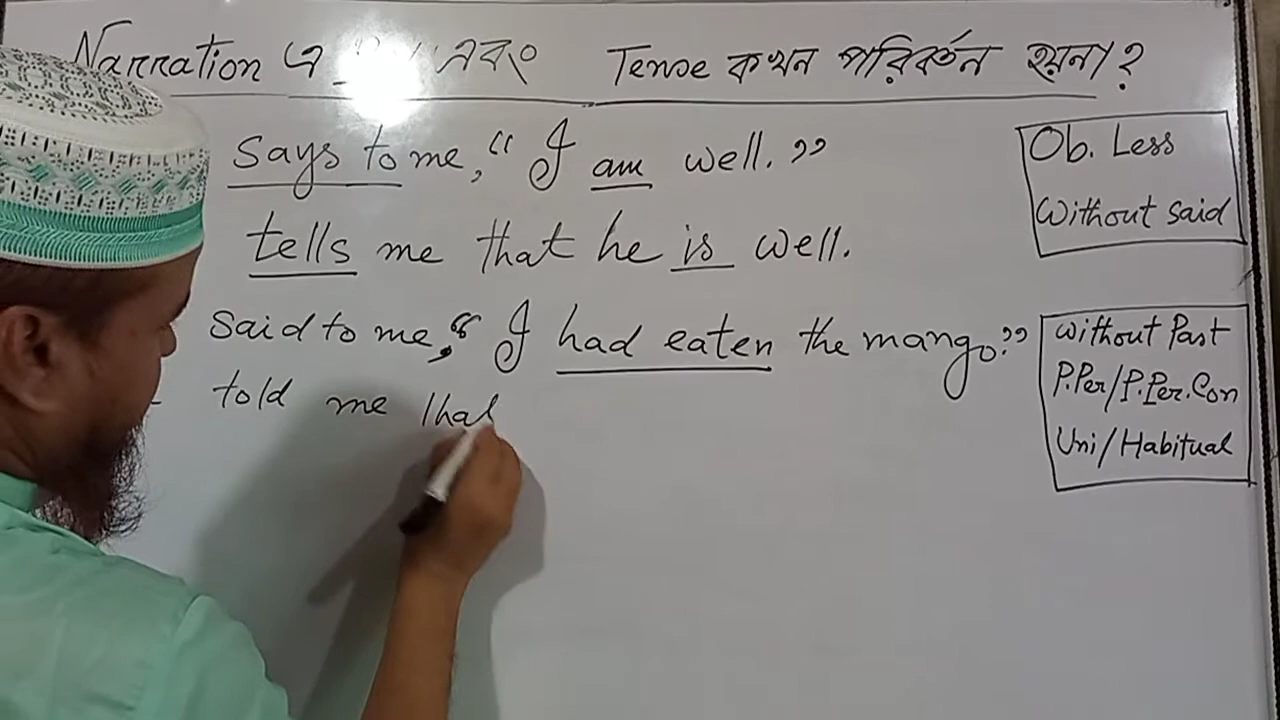 Narration এ এবং Tense কখন পরিবর্তন হয়না?
says to me, “I am well.”
tells me that he is well.
Said to me, “I had eaten the mango.”
told me that
Ob. Less
Without said
without Past
P.Per/P.Per.Con
Uni/Habitual